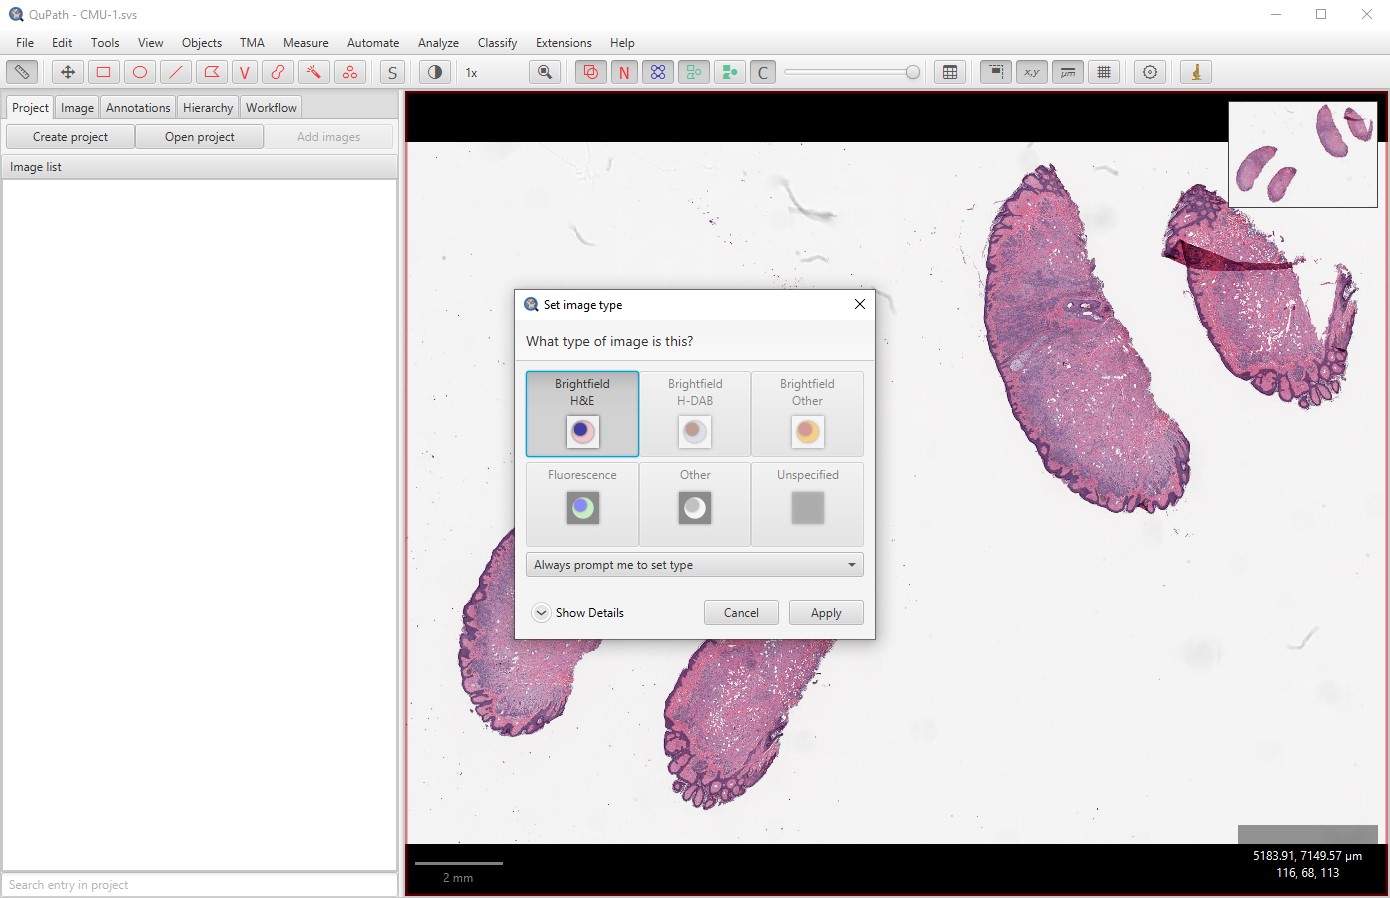 QuPath - CMU-1.svs
File Edit Tools View Objects TMA Measure Automate Analyze Classify Extensions Help
V S 1x N C x,y μm
Project Image Annotations Hierarchy Workflow
Create project Open project Add images
Image list
Set image type
What type of image is this?
Brightfield H&E
Brightfield H-DAB
Brightfield Other
Fluorescence Other Unspecified
Always prompt me to set type
Show Details Cancel Apply
2 mm
5183.91, 7149.57 μm
116, 68, 113
Search entry in project